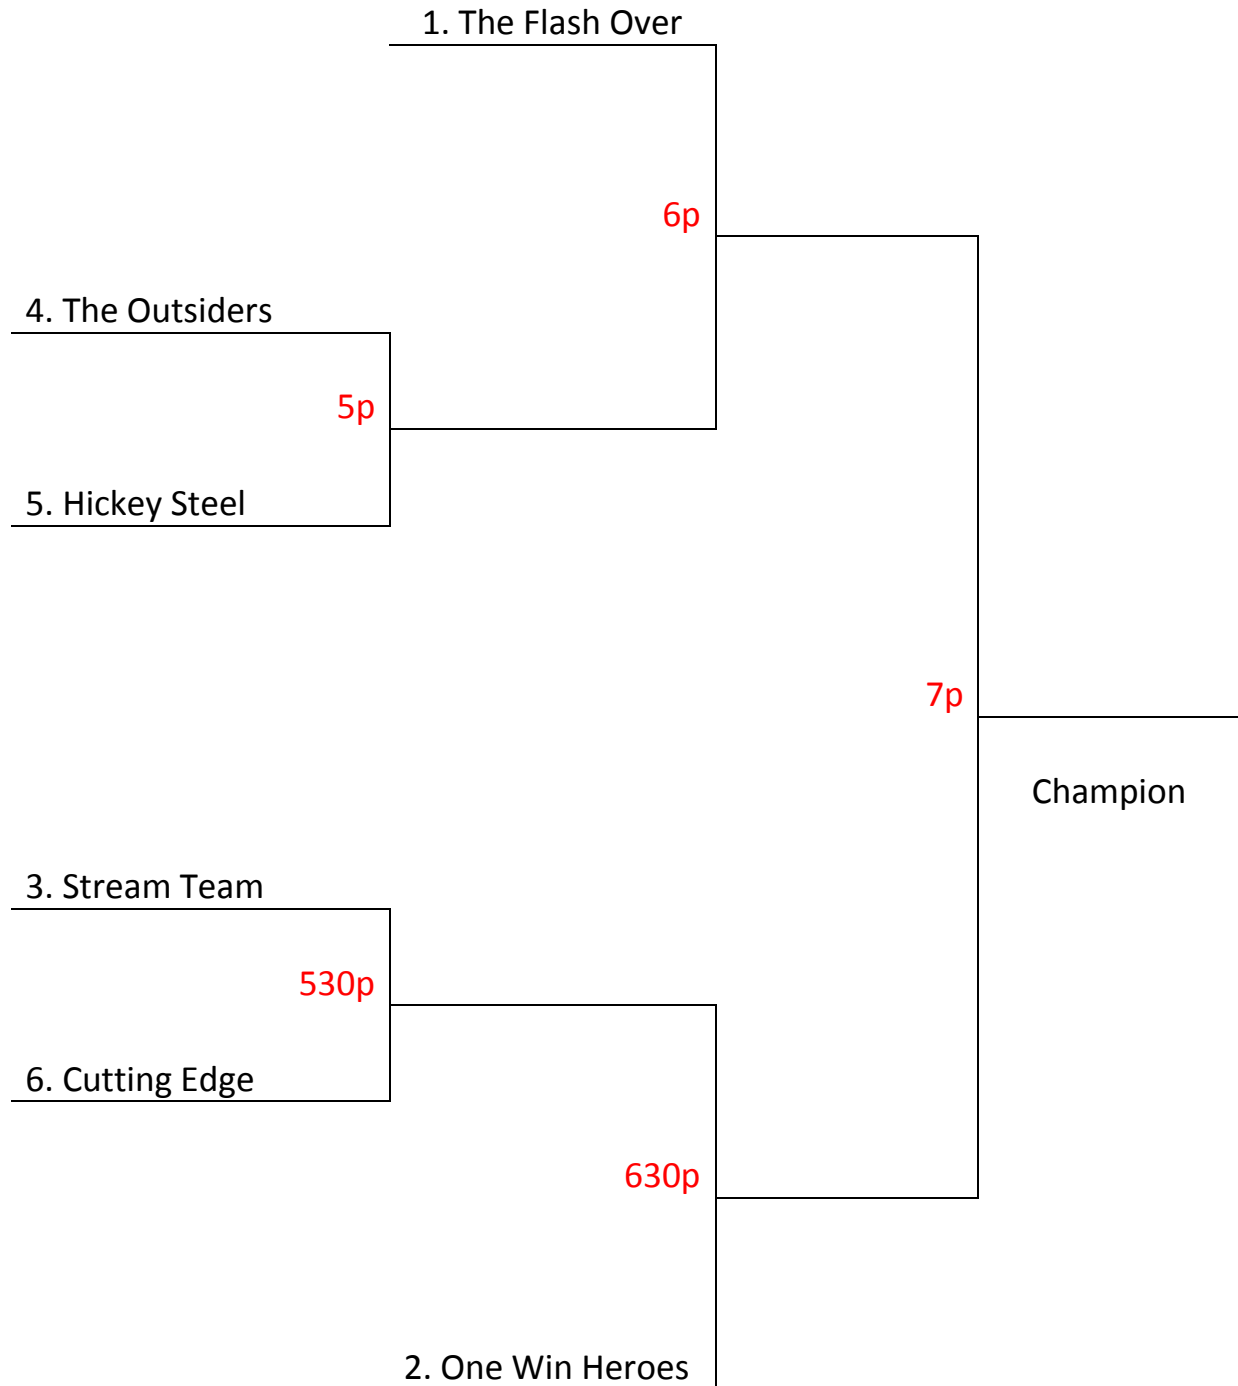 1. The Flash Over
6p
4. The Outsiders
5p
5. Hickey Steel
7p
Champion
3. Stream Team
530p
6. Cutting Edge
630p
2. One Win Heroes